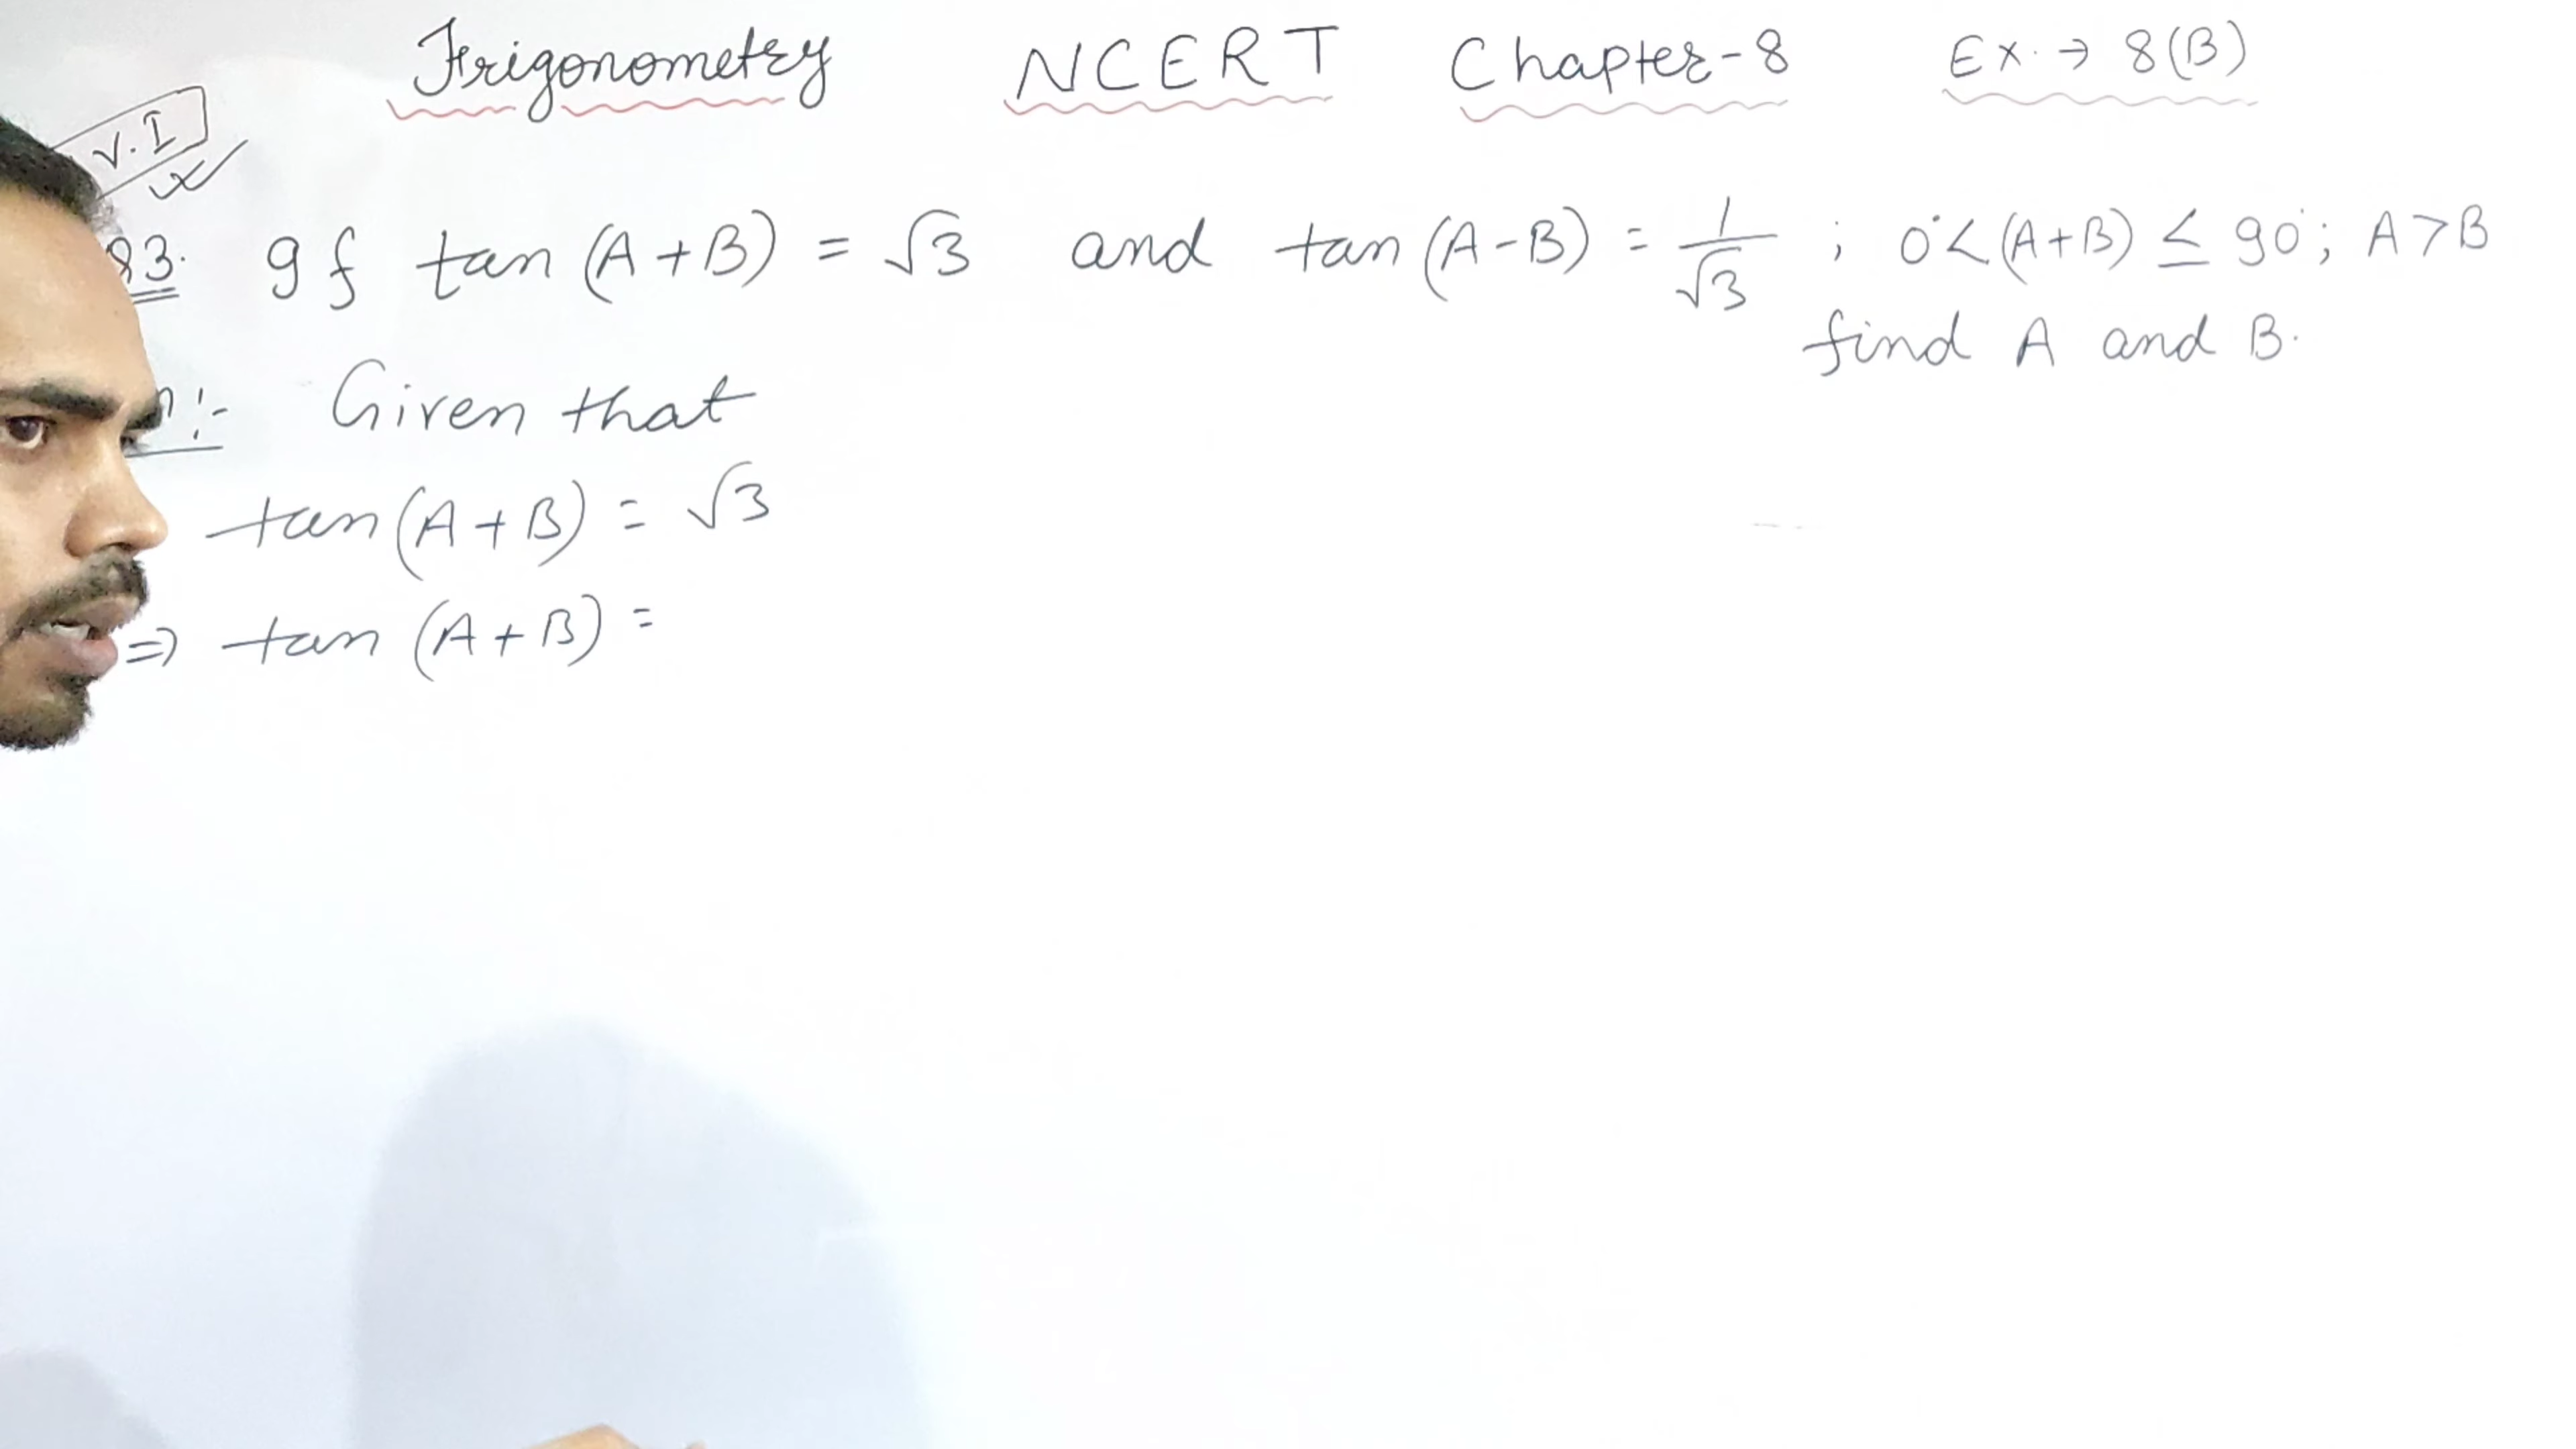 Trigonometry NCERT Chapter-8 Ex. → 8(B)
V.I
Q3. If tan (A+B) = √3 and tan (A-B) = 1/√3 ; 0°<(A+B) ≤ 90°; A>B
find A and B.
n:- Given that
tan (A+B) = √3
=> tan (A+B) =